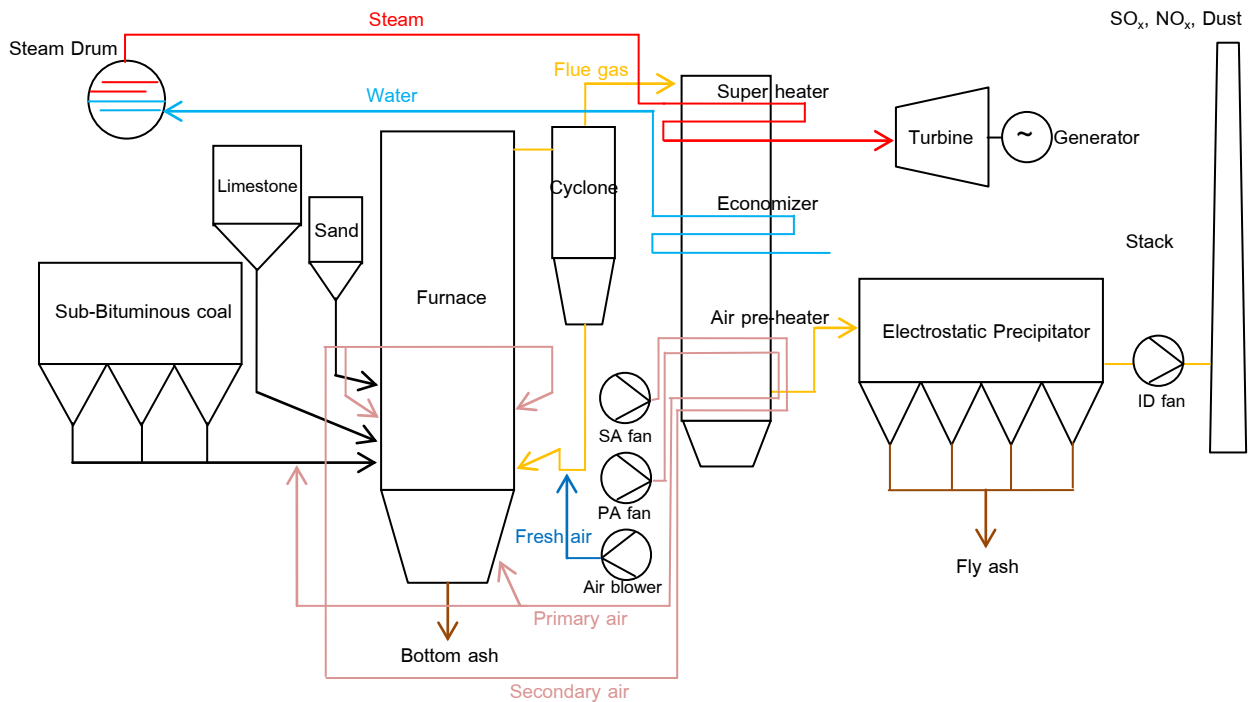 Steam
SOx, NOx, Dust
Steam Drum
Flue gas
Water
Super heater
Turbine
~
Generator
Limestone
Cyclone
Economizer
Sand
Stack
Furnace
Sub-Bituminous coal
Air pre-heater
Electrostatic Precipitator
ID fan
SA fan
PA fan
Fresh air
Air blower
Fly ash
Primary air
Bottom ash
Secondary air